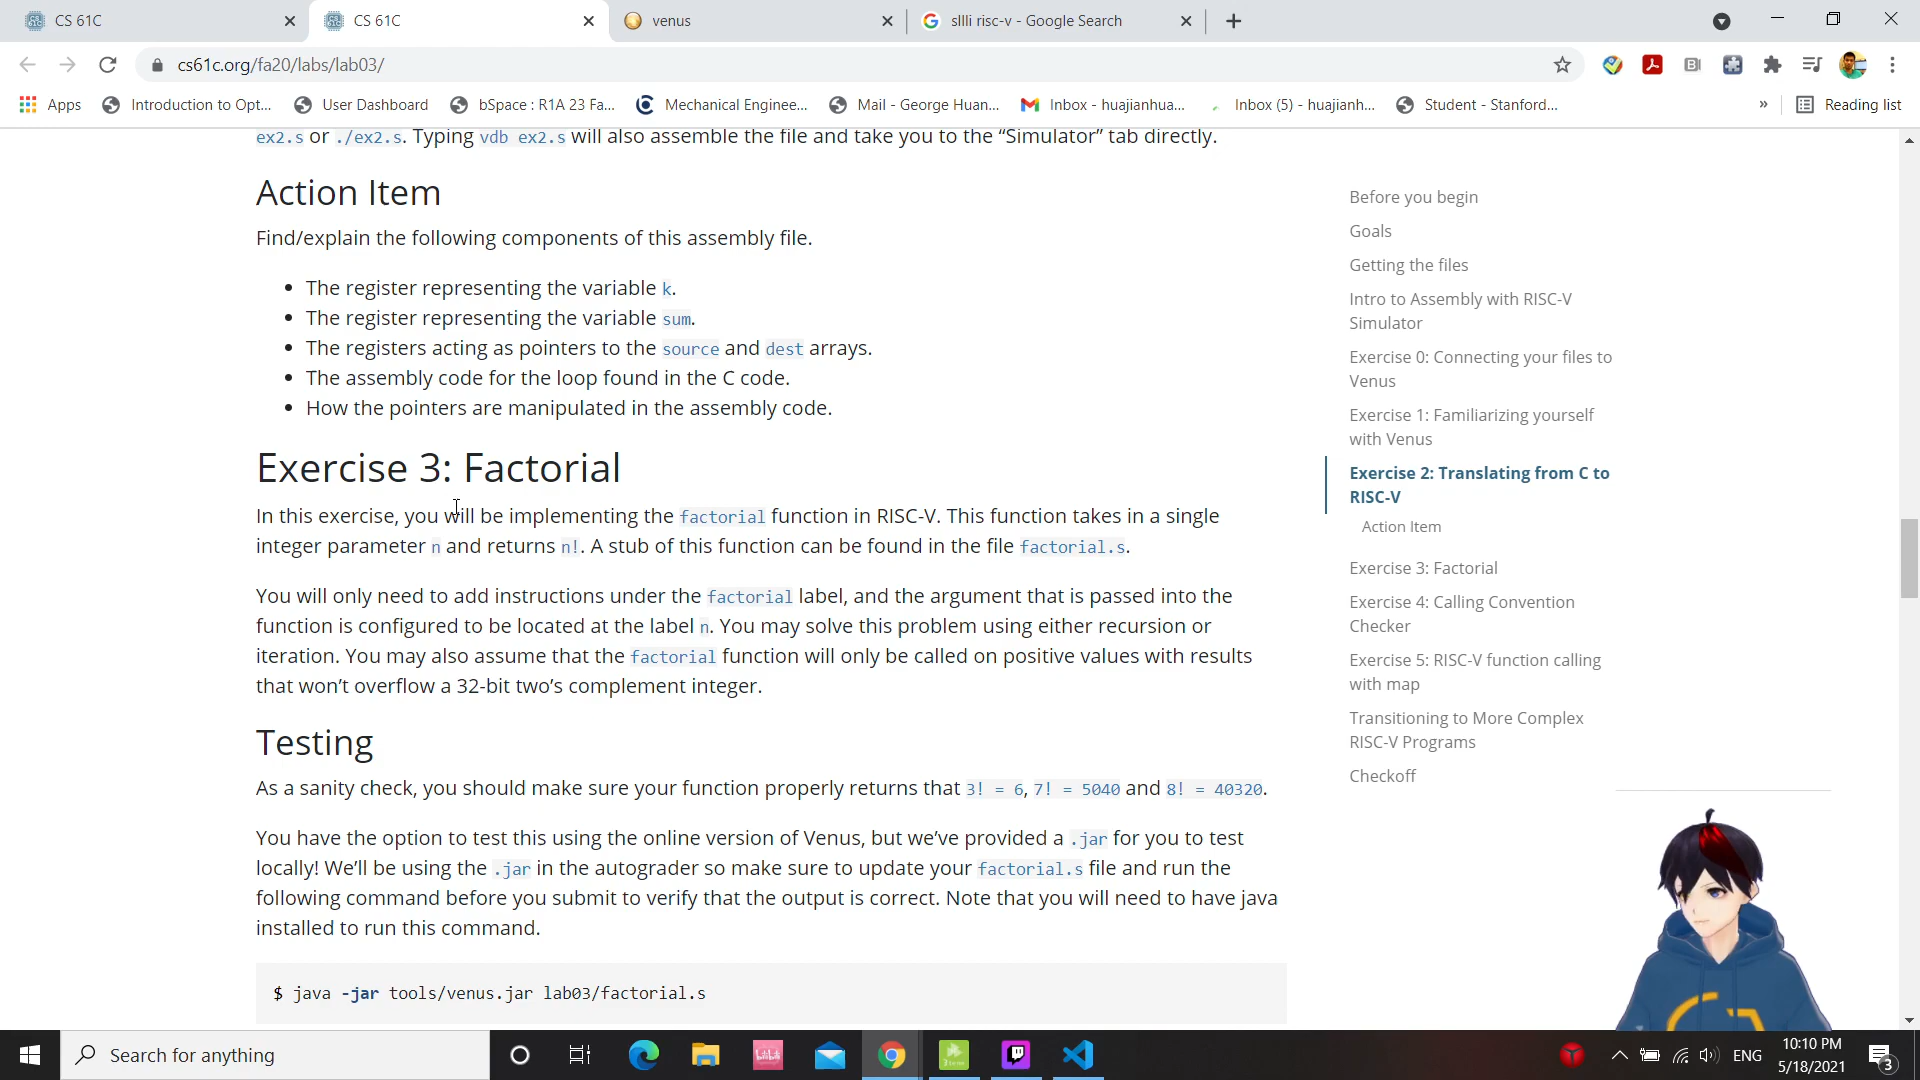 CS 61C
CS 61C
venus
sllli risc-v - Google Search
cs61c.org/fa20/labs/lab03/
Apps
Introduction to Opt...
User Dashboard
bSpace : R1A 23 Fa...
Mechanical Enginee...
Mail - George Huan...
Inbox - huajianhua...
Inbox (5) - huajianh...
Student - Stanford...
»
Reading list
ex2.s or ./ex2.s. Typing vdb ex2.s will also assemble the file and take you to the “Simulator” tab directly.
Action Item
Find/explain the following components of this assembly file.
• The register representing the variable k.
• The register representing the variable sum.
• The registers acting as pointers to the source and dest arrays.
• The assembly code for the loop found in the C code.
• How the pointers are manipulated in the assembly code.
Exercise 3: Factorial
In this exercise, you will be implementing the factorial function in RISC-V. This function takes in a single
integer parameter n and returns n!. A stub of this function can be found in the file factorial.s.
You will only need to add instructions under the factorial label, and the argument that is passed into the
function is configured to be located at the label n. You may solve this problem using either recursion or
iteration. You may also assume that the factorial function will only be called on positive values with results
that won’t overflow a 32-bit two’s complement integer.
Testing
As a sanity check, you should make sure your function properly returns that 3! = 6, 7! = 5040 and 8! = 40320.
You have the option to test this using the online version of Venus, but we’ve provided a .jar for you to test
locally! We’ll be using the .jar in the autograder so make sure to update your factorial.s file and run the
following command before you submit to verify that the output is correct. Note that you will need to have java
installed to run this command.
$ java -jar tools/venus.jar lab03/factorial.s
Before you begin
Goals
Getting the files
Intro to Assembly with RISC-V
Simulator
Exercise 0: Connecting your files to
Venus
Exercise 1: Familiarizing yourself
with Venus
Exercise 2: Translating from C to
RISC-V
Action Item
Exercise 3: Factorial
Exercise 4: Calling Convention
Checker
Exercise 5: RISC-V function calling
with map
Transitioning to More Complex
RISC-V Programs
Checkoff
Search for anything
ENG
10:10 PM
5/18/2021
3